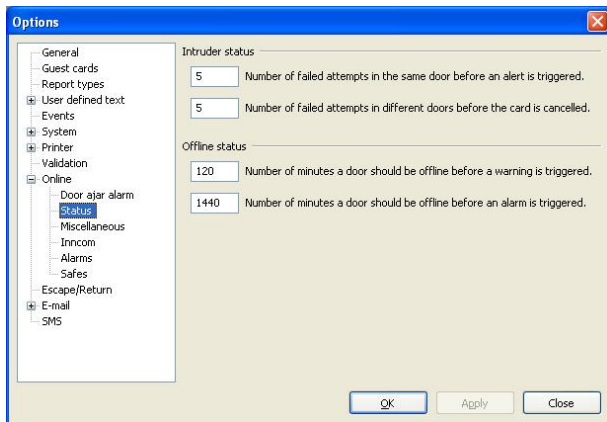 Options
General
Guest cards
Report types
User defined text
Events
System
Printer
Validation
Online
Door ajar alarm
Status
Miscellaneous
Inncom
Alarms
Safes
Escape/Return
E-mail
SMS
Intruder status
5 Number of failed attempts in the same door before an alert is triggered.
5 Number of failed attempts in different doors before the card is cancelled.
Offline status
120 Number of minutes a door should be offline before a warning is triggered.
1440 Number of minutes a door should be offline before an alarm is triggered.
OK Apply Close